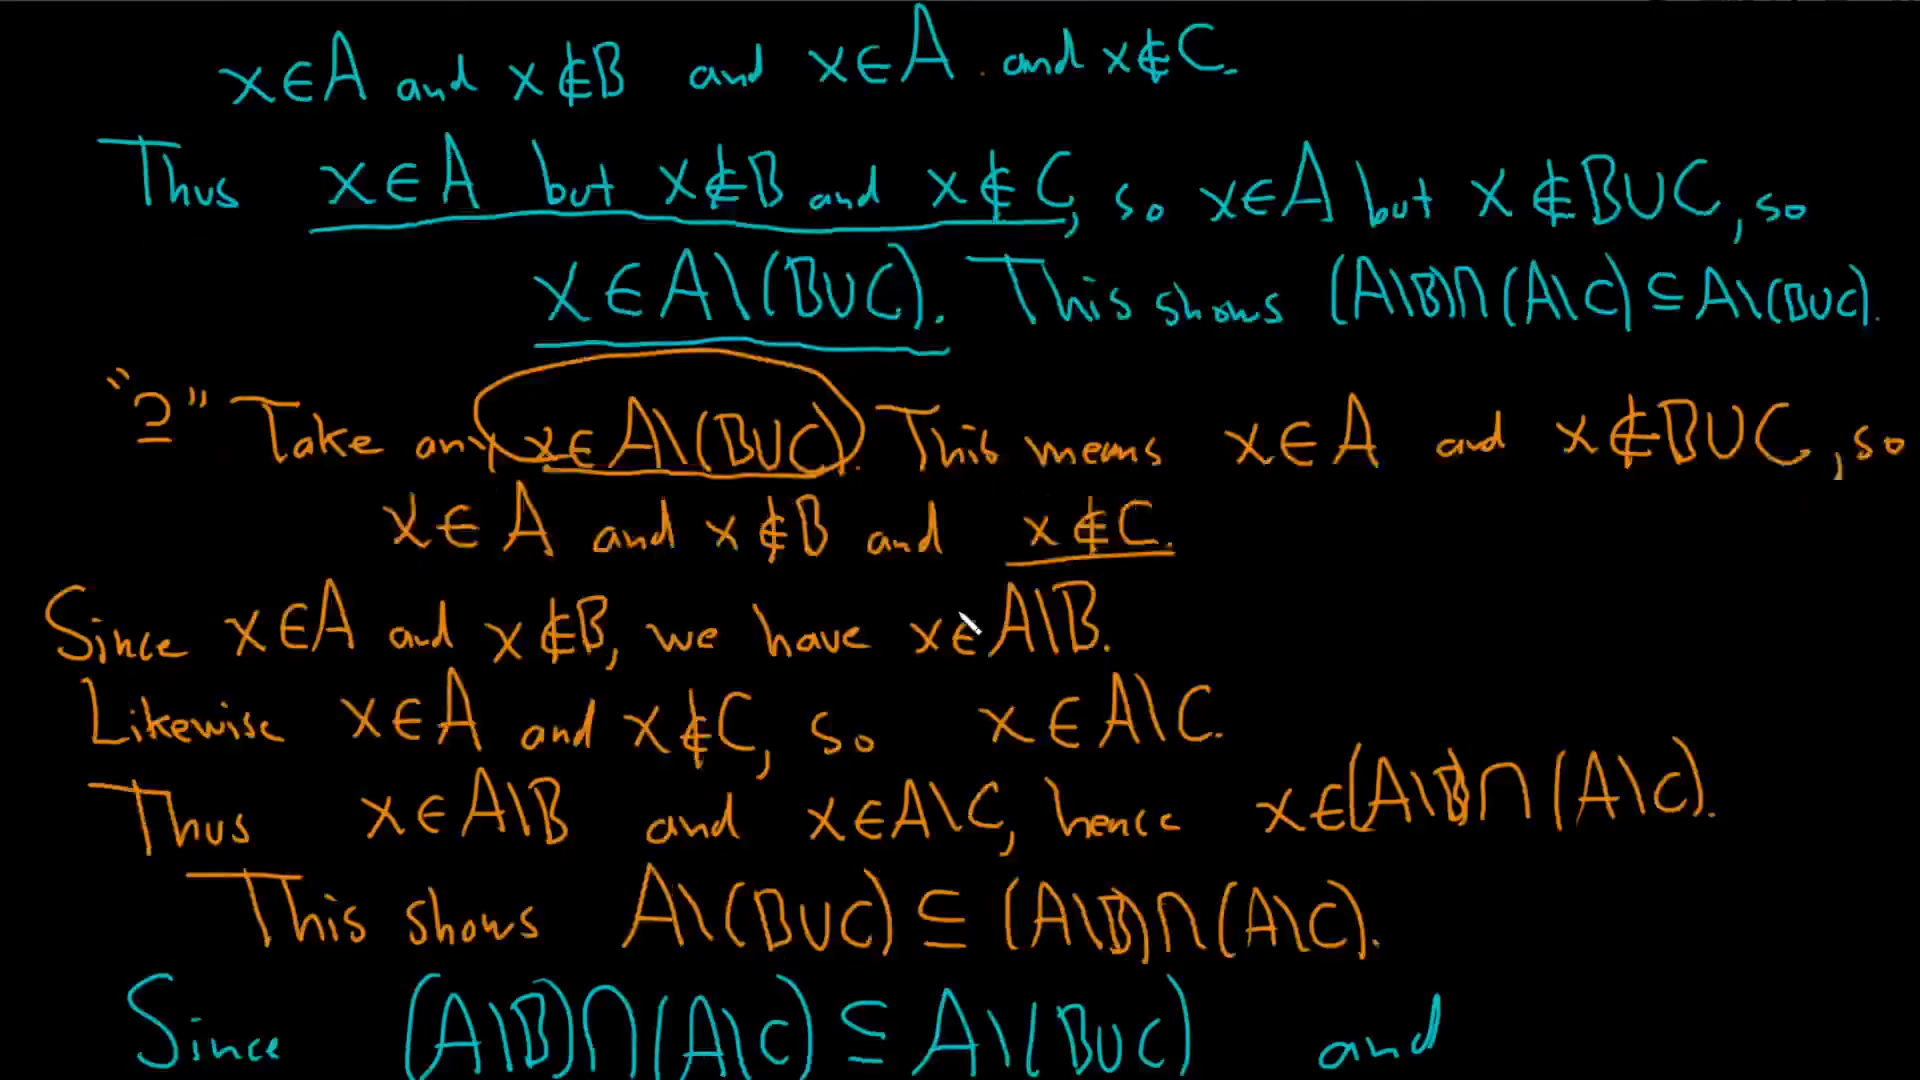 x∈A and x∉B and x∈A and x∉C.
Thus x∈A but x∉B and x∉C, so x∈A but x∉B∪C, so
x∈A\(B∪C). This shows (A\B)∩(A\C)⊆A\(B∪C).
"⊇" Take any x∈A\(B∪C). This means x∈A and x∉B∪C, so
x∈A and x∉B and x∉C.
Since x∈A and x∉B, we have x∈A\B.
Likewise x∈A and x∉C, so x∈A\C.
Thus x∈A\B and x∈A\C, hence x∈(A\B)∩(A\C).
This shows A\(B∪C)⊆(A\B)∩(A\C).
Since (A\B)∩(A\C)⊆A\(B∪C) and